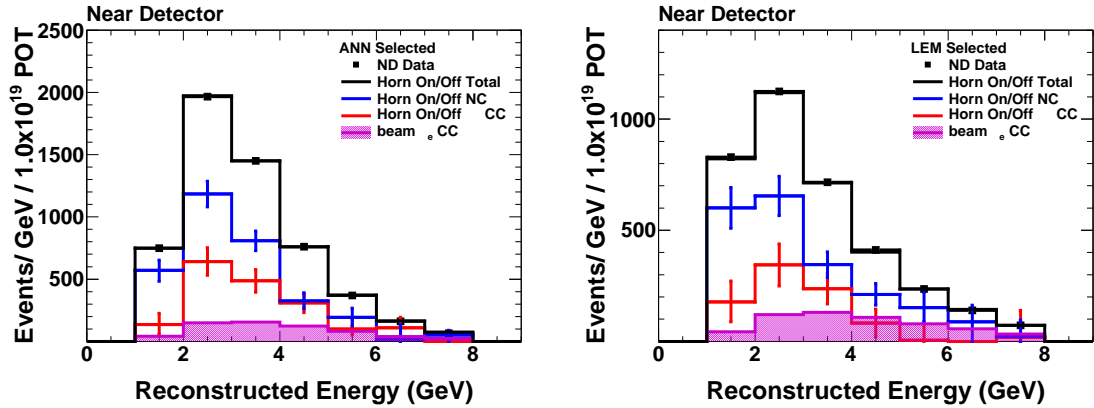 Near Detector
Events/ GeV / 1.0x10¹⁹ POT
2500
2000
1500
1000
500
ANN Selected
ND Data
Horn On/Off Total
Horn On/Off NC
Horn On/Off CC
beam e CC
0 2 4 6 8
Reconstructed Energy (GeV)
Near Detector
Events/ GeV / 1.0x10¹⁹ POT
1000
500
LEM Selected
ND Data
Horn On/Off Total
Horn On/Off NC
Horn On/Off CC
beam e CC
0 2 4 6 8
Reconstructed Energy (GeV)